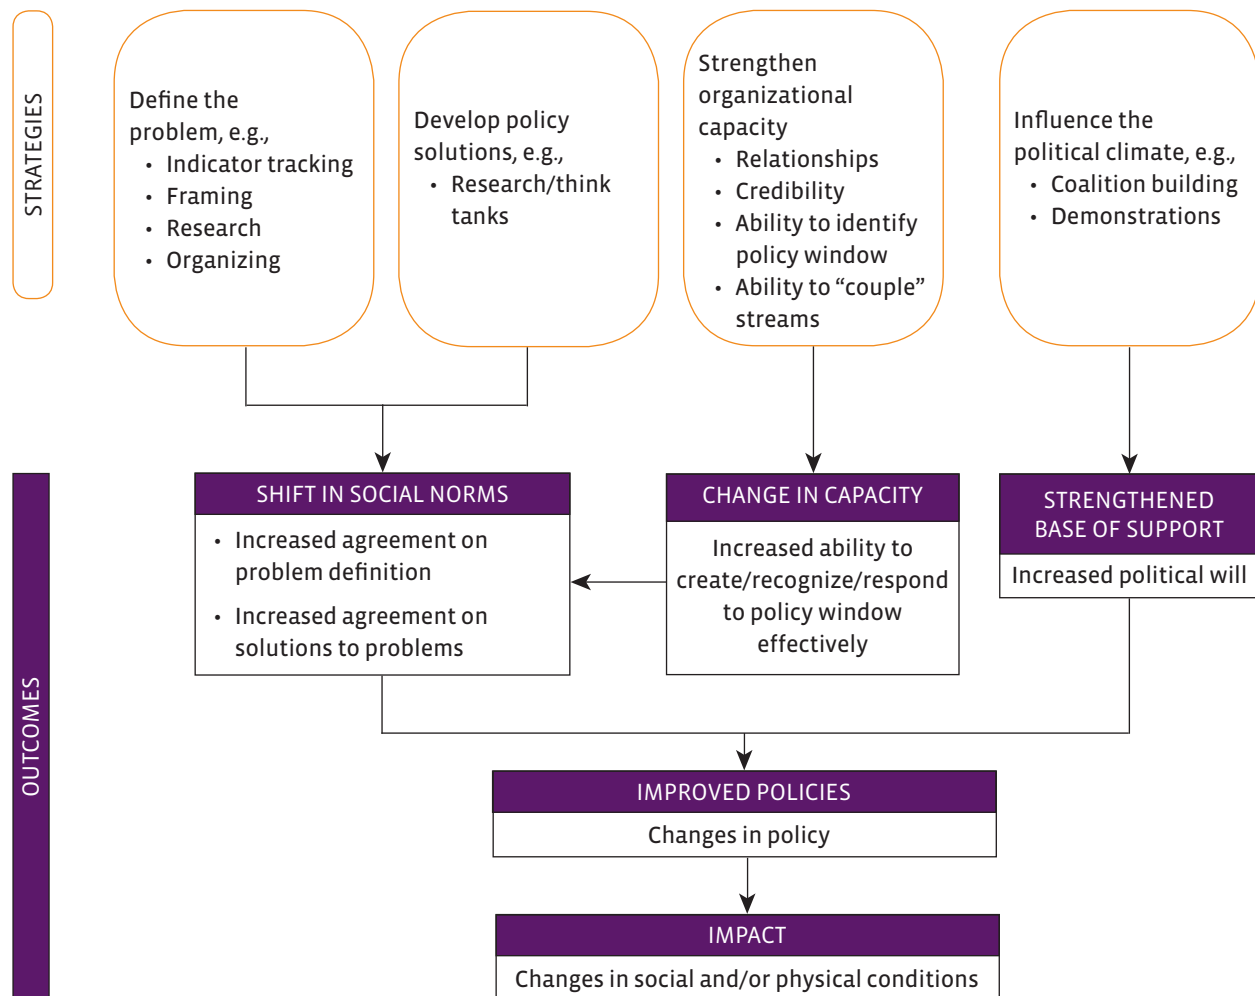 STRATEGIES
Define the
problem, e.g.,
• Indicator tracking
• Framing
• Research
• Organizing
Develop policy
solutions, e.g.,
• Research/think
tanks
Strengthen
organizational
capacity
• Relationships
• Credibility
• Ability to identify
policy window
• Ability to “couple”
streams
Influence the
political climate, e.g.,
• Coalition building
• Demonstrations
OUTCOMES
SHIFT IN SOCIAL NORMS
• Increased agreement on
problem definition
• Increased agreement on
solutions to problems
CHANGE IN CAPACITY
Increased ability to
create/recognize/respond
to policy window
effectively
STRENGTHENED
BASE OF SUPPORT
Increased political will
IMPROVED POLICIES
Changes in policy
IMPACT
Changes in social and/or physical conditions